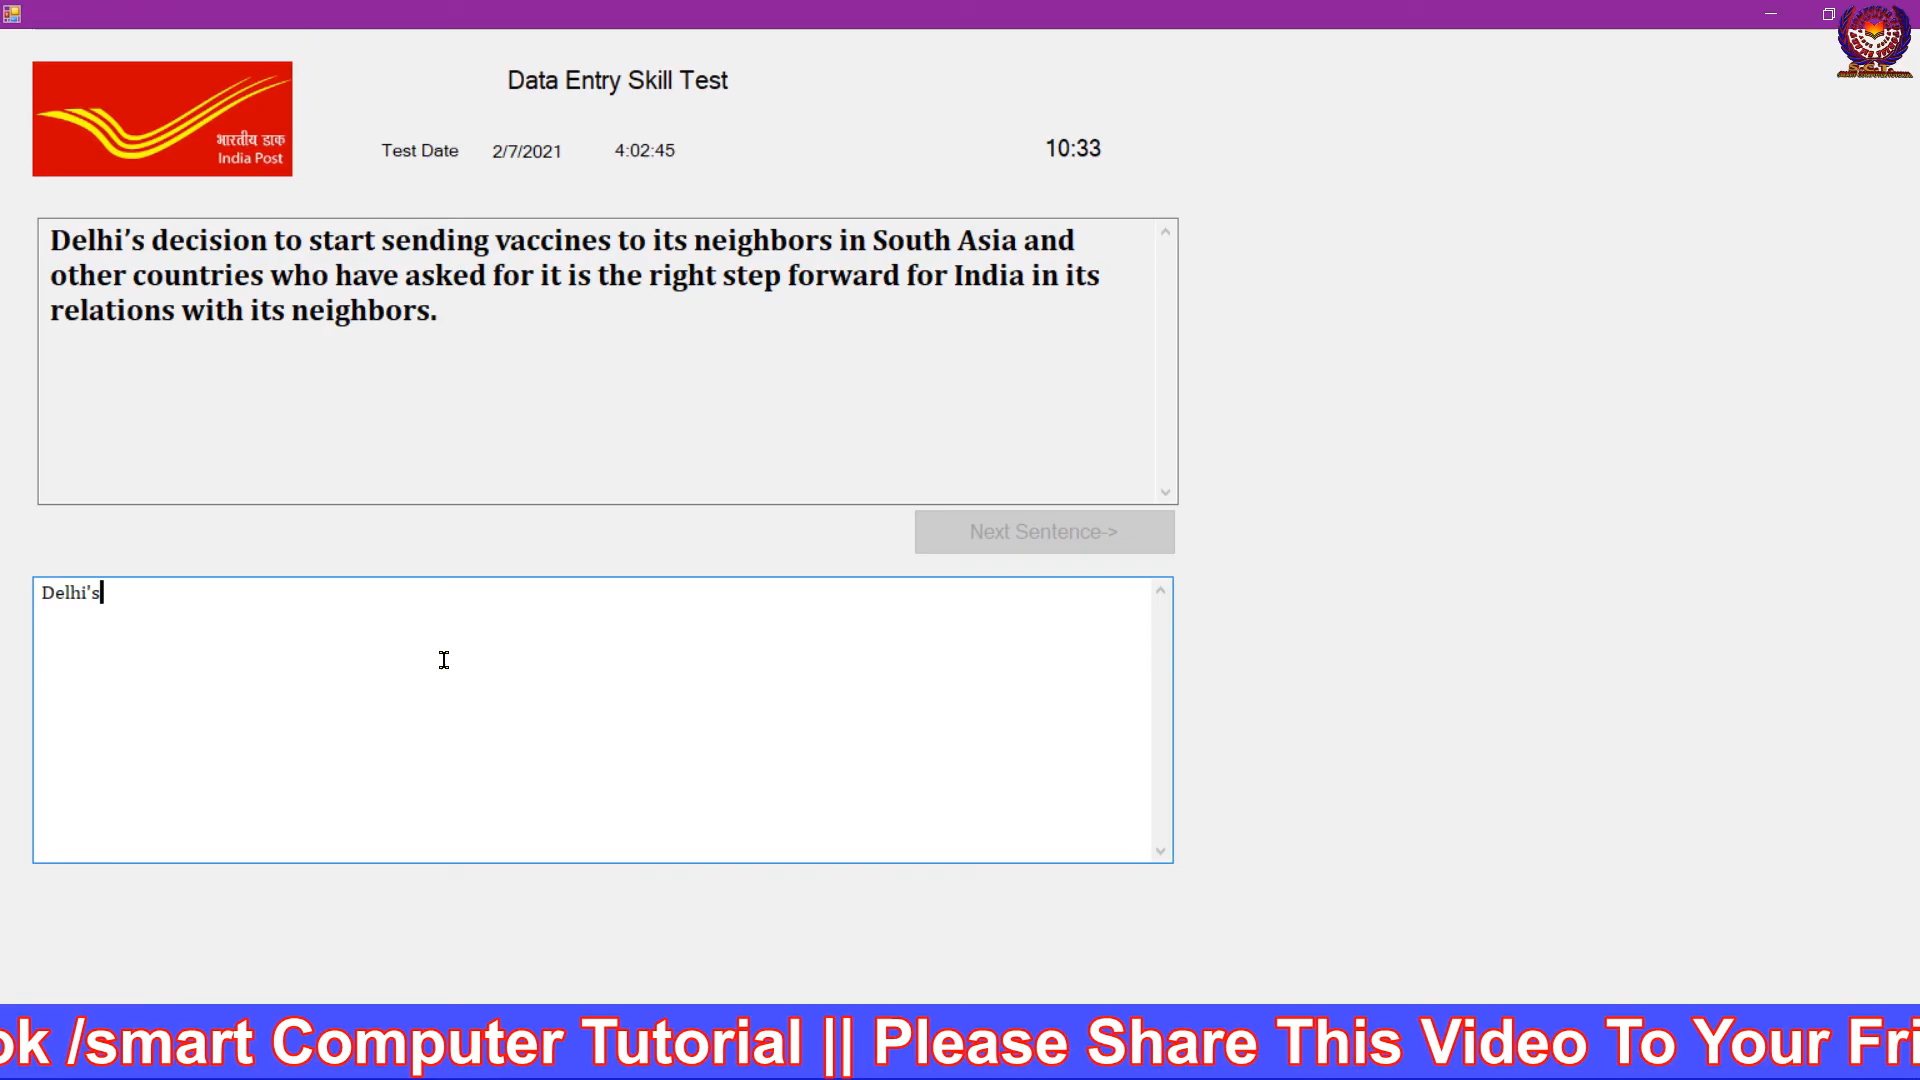 Data Entry Skill Test
भारतीय डाक
India Post
Test Date 2/7/2021 4:02:45 10:33
Delhi's decision to start sending vaccines to its neighbors in South Asia and
other countries who have asked for it is the right step forward for India in its
relations with its neighbors.
Next Sentence->
Delhi's
ok /smart Computer Tutorial || Please Share This Video To Your Fri